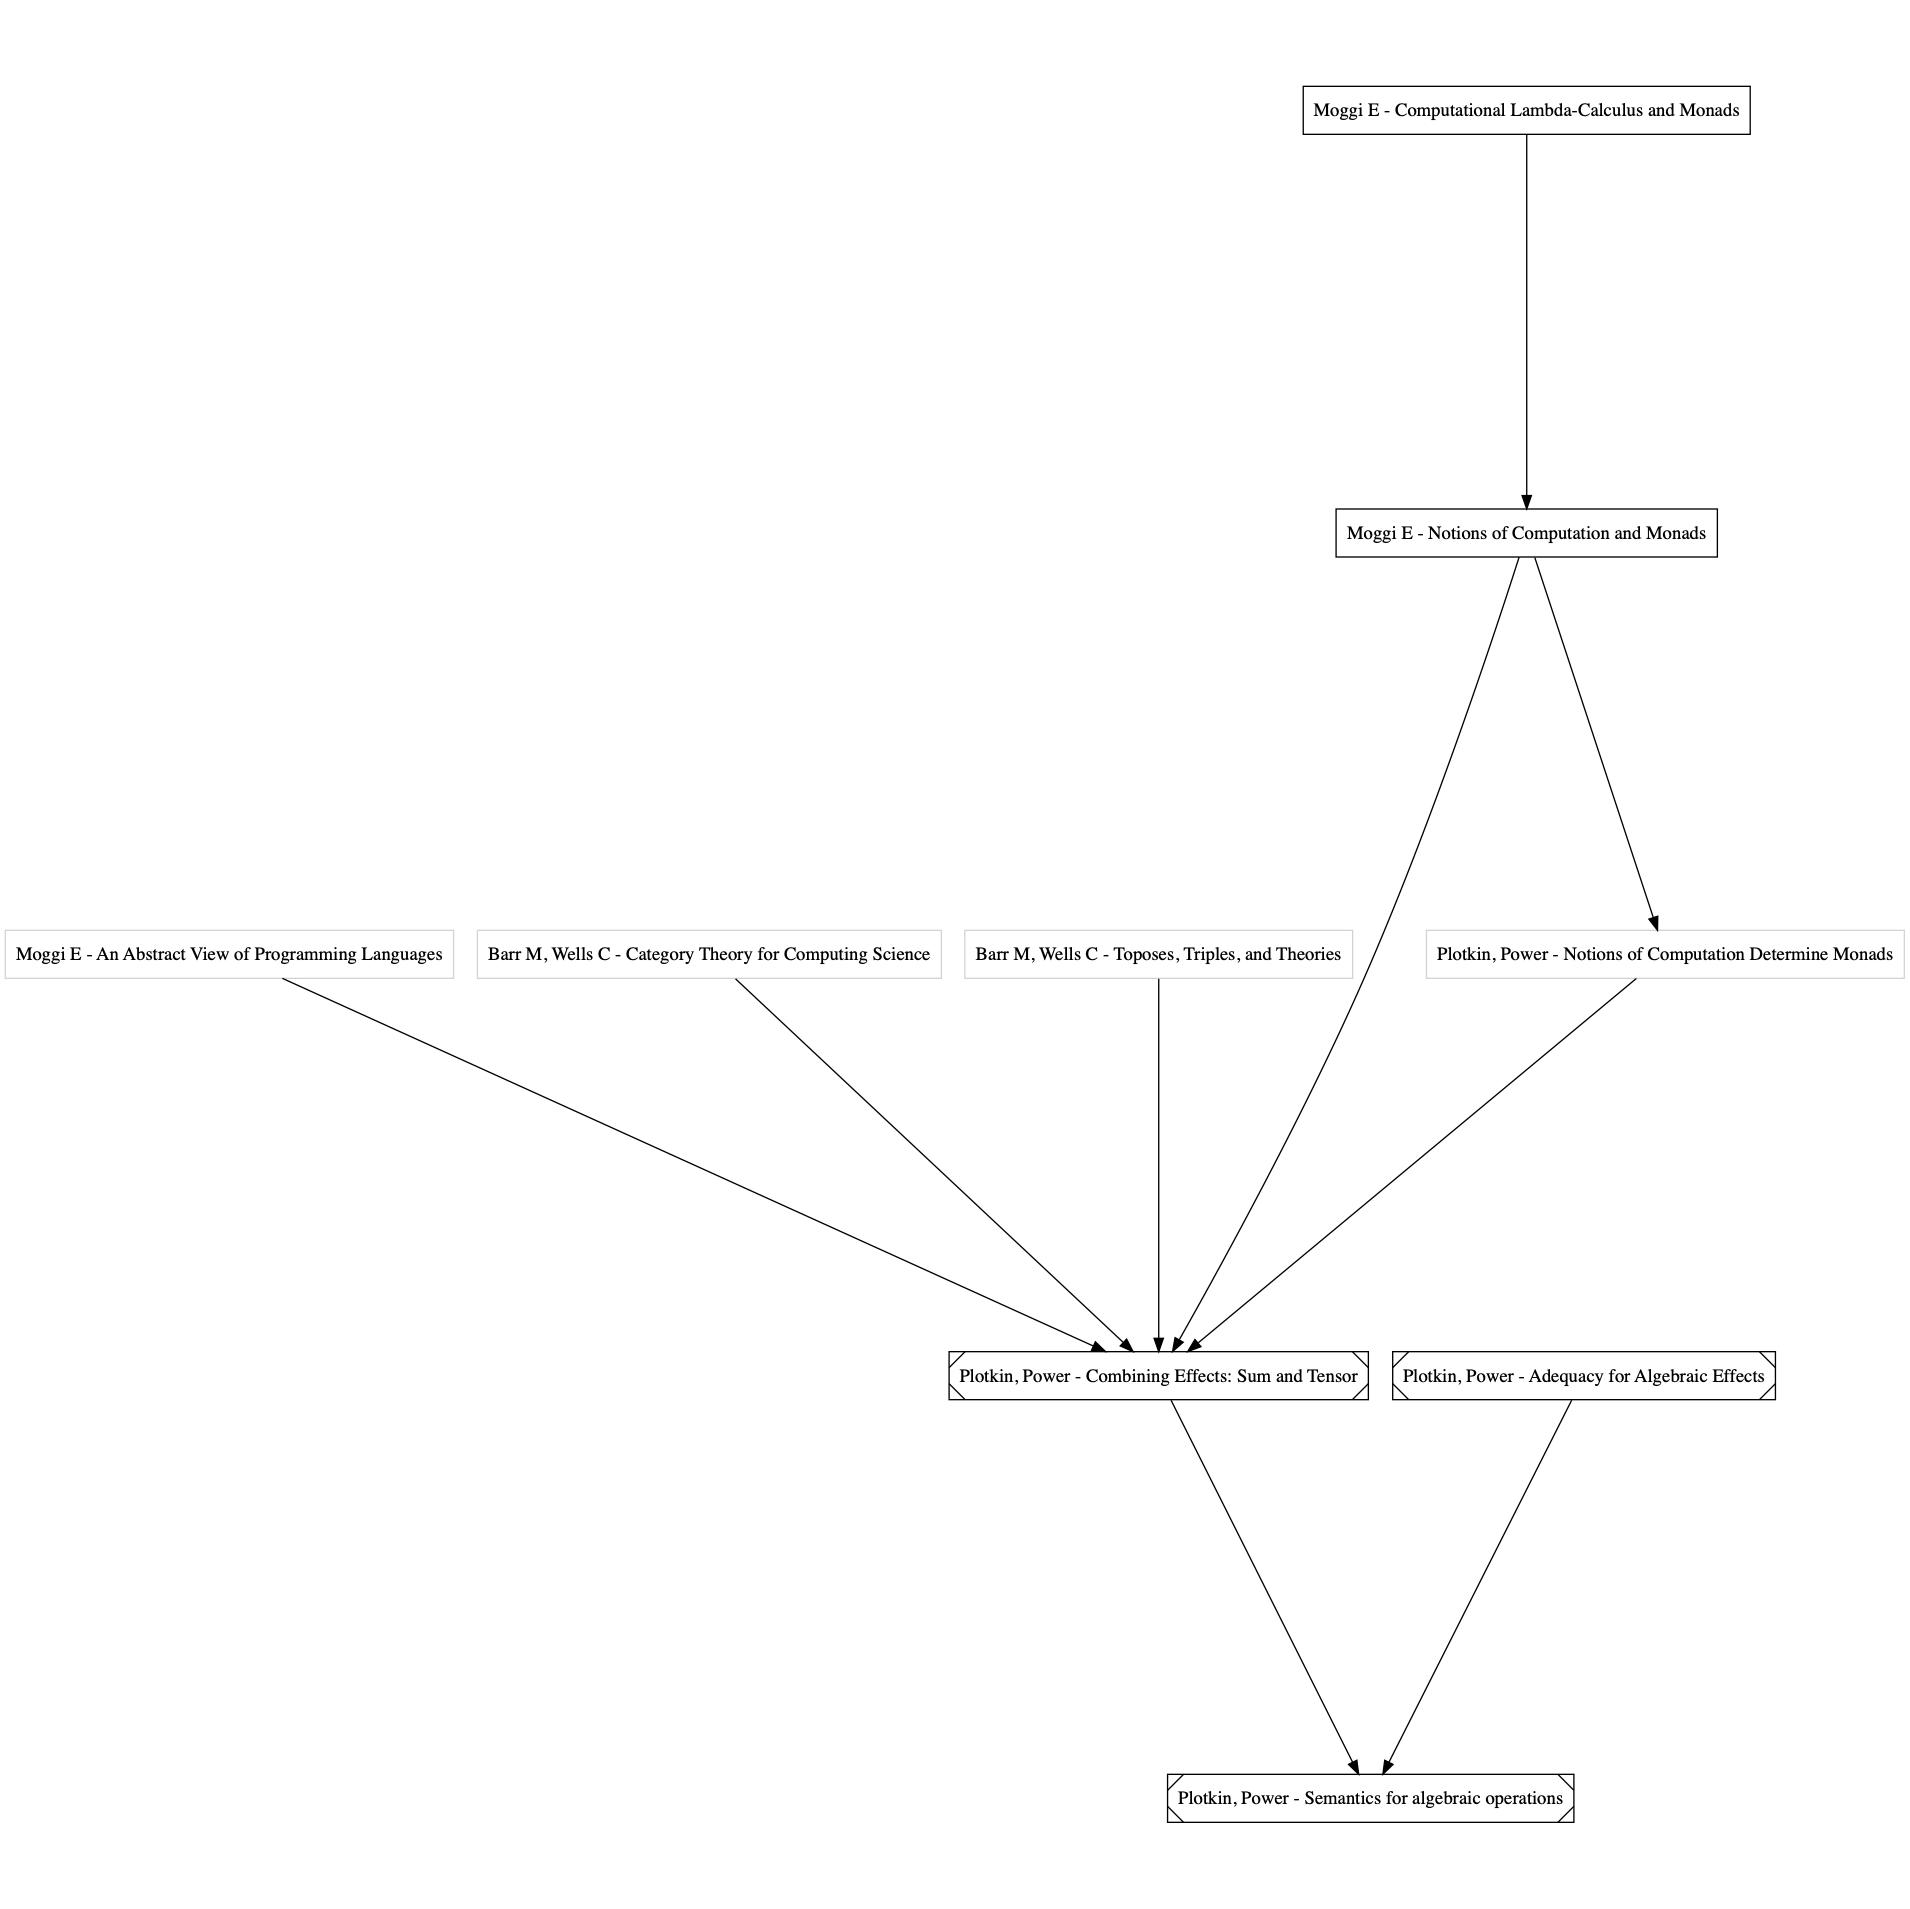 Moggi E - Computational Lambda-Calculus and Monads
Moggi E - Notions of Computation and Monads
Moggi E - An Abstract View of Programming Languages
Barr M, Wells C - Category Theory for Computing Science
Barr M, Wells C - Toposes, Triples, and Theories
Plotkin, Power - Notions of Computation Determine Monads
Plotkin, Power - Combining Effects: Sum and Tensor
Plotkin, Power - Adequacy for Algebraic Effects
Plotkin, Power - Semantics for algebraic operations